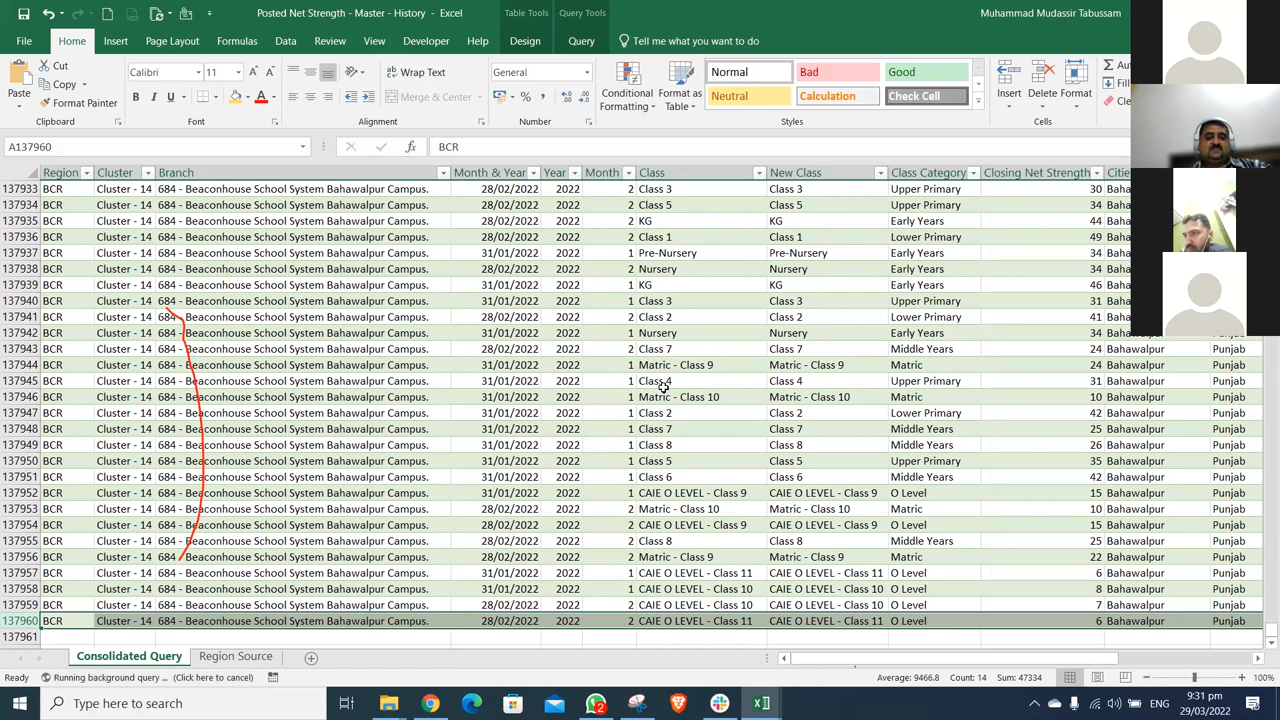 Posted Net Strength - Master - History - Excel
Table Tools
Query Tools
Muhammad Mudassir Tabussam
File Home Insert Page Layout Formulas Data Review View Developer Help Design Query Tell me what you want to do
Cut
Copy
Format Painter
Paste
Clipboard
Calibri 11
B I U
Font
Wrap Text
Merge & Center
Alignment
General
Number
Conditional Formatting
Format as Table
Normal Bad Good
Neutral Calculation Check Cell
Styles
Insert Delete Format
Cells
A137960 fx BCR
Region Cluster Branch Month & Year Year Month Class New Class Class Category Closing Net Strength Cities
137933 BCR Cluster - 14 684 - Beaconhouse School System Bahawalpur Campus. 28/02/2022 2022 2 Class 3 Class 3 Upper Primary 30 Bahaw
137934 BCR Cluster - 14 684 - Beaconhouse School System Bahawalpur Campus. 28/02/2022 2022 2 Class 5 Class 5 Upper Primary 34 Bahaw
137935 BCR Cluster - 14 684 - Beaconhouse School System Bahawalpur Campus. 28/02/2022 2022 2 KG KG Early Years 44 Bahaw
137936 BCR Cluster - 14 684 - Beaconhouse School System Bahawalpur Campus. 28/02/2022 2022 2 Class 1 Class 1 Lower Primary 49 Bahaw
137937 BCR Cluster - 14 684 - Beaconhouse School System Bahawalpur Campus. 31/01/2022 2022 1 Pre-Nursery Pre-Nursery Early Years 34 Bahaw
137938 BCR Cluster - 14 684 - Beaconhouse School System Bahawalpur Campus. 28/02/2022 2022 2 Nursery Nursery Early Years 34 Bahaw
137939 BCR Cluster - 14 684 - Beaconhouse School System Bahawalpur Campus. 31/01/2022 2022 1 KG KG Early Years 46 Bahaw
137940 BCR Cluster - 14 684 - Beaconhouse School System Bahawalpur Campus. 31/01/2022 2022 1 Class 3 Class 3 Upper Primary 31 Bahaw
137941 BCR Cluster - 14 684 - Beaconhouse School System Bahawalpur Campus. 28/02/2022 2022 2 Class 2 Class 2 Lower Primary 41 Bahaw
137942 BCR Cluster - 14 684 - Beaconhouse School System Bahawalpur Campus. 31/01/2022 2022 1 Nursery Nursery Early Years 34 Bahaw
137943 BCR Cluster - 14 684 - Beaconhouse School System Bahawalpur Campus. 28/02/2022 2022 2 Class 7 Class 7 Middle Years 24 Bahawalpur Punjab
137944 BCR Cluster - 14 684 - Beaconhouse School System Bahawalpur Campus. 31/01/2022 2022 1 Matric - Class 9 Matric - Class 9 Matric 24 Bahawalpur Punjab
137945 BCR Cluster - 14 684 - Beaconhouse School System Bahawalpur Campus. 31/01/2022 2022 1 Class 4 Class 4 Upper Primary 31 Bahawalpur Punjab
137946 BCR Cluster - 14 684 - Beaconhouse School System Bahawalpur Campus. 31/01/2022 2022 1 Matric - Class 10 Matric - Class 10 Matric 10 Bahawalpur Punjab
137947 BCR Cluster - 14 684 - Beaconhouse School System Bahawalpur Campus. 31/01/2022 2022 1 Class 2 Class 2 Lower Primary 42 Bahawalpur Punjab
137948 BCR Cluster - 14 684 - Beaconhouse School System Bahawalpur Campus. 31/01/2022 2022 1 Class 7 Class 7 Middle Years 25 Bahawalpur Punjab
137949 BCR Cluster - 14 684 - Beaconhouse School System Bahawalpur Campus. 31/01/2022 2022 1 Class 8 Class 8 Middle Years 26 Bahawalpur Punjab
137950 BCR Cluster - 14 684 - Beaconhouse School System Bahawalpur Campus. 31/01/2022 2022 1 Class 5 Class 5 Upper Primary 35 Bahawalpur Punjab
137951 BCR Cluster - 14 684 - Beaconhouse School System Bahawalpur Campus. 31/01/2022 2022 1 Class 6 Class 6 Middle Years 42 Bahawalpur Punjab
137952 BCR Cluster - 14 684 - Beaconhouse School System Bahawalpur Campus. 31/01/2022 2022 1 CAIE O LEVEL - Class 9 CAIE O LEVEL - Class 9 O Level 15 Bahawalpur Punjab
137953 BCR Cluster - 14 684 - Beaconhouse School System Bahawalpur Campus. 28/02/2022 2022 2 Matric - Class 10 Matric - Class 10 Matric 10 Bahawalpur Punjab
137954 BCR Cluster - 14 684 - Beaconhouse School System Bahawalpur Campus. 28/02/2022 2022 2 CAIE O LEVEL - Class 9 CAIE O LEVEL - Class 9 O Level 15 Bahawalpur Punjab
137955 BCR Cluster - 14 684 - Beaconhouse School System Bahawalpur Campus. 28/02/2022 2022 2 Class 8 Class 8 Middle Years 25 Bahawalpur Punjab
137956 BCR Cluster - 14 684 - Beaconhouse School System Bahawalpur Campus. 28/02/2022 2022 2 Matric - Class 9 Matric - Class 9 Matric 22 Bahawalpur Punjab
137957 BCR Cluster - 14 684 - Beaconhouse School System Bahawalpur Campus. 31/01/2022 2022 1 CAIE O LEVEL - Class 11 CAIE O LEVEL - Class 11 O Level 6 Bahawalpur Punjab
137958 BCR Cluster - 14 684 - Beaconhouse School System Bahawalpur Campus. 31/01/2022 2022 1 CAIE O LEVEL - Class 10 CAIE O LEVEL - Class 10 O Level 8 Bahawalpur Punjab
137959 BCR Cluster - 14 684 - Beaconhouse School System Bahawalpur Campus. 28/02/2022 2022 2 CAIE O LEVEL - Class 10 CAIE O LEVEL - Class 10 O Level 7 Bahawalpur Punjab
137960 BCR Cluster - 14 684 - Beaconhouse School System Bahawalpur Campus. 28/02/2022 2022 2 CAIE O LEVEL - Class 11 CAIE O LEVEL - Class 11 O Level 6 Bahawalpur Punjab
137961
Consolidated Query Region Source
Ready Running background query ... (Click here to cancel) Average: 9466.8 Count: 14 Sum: 47334 100%
Type here to search
2
ENG
9:31 pm
29/03/2022